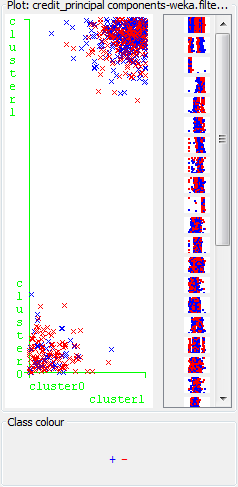 Plot: credit_principal components-weka.filte...
cluster1
cluster0
cluster0
cluster1
Class colour
+ -